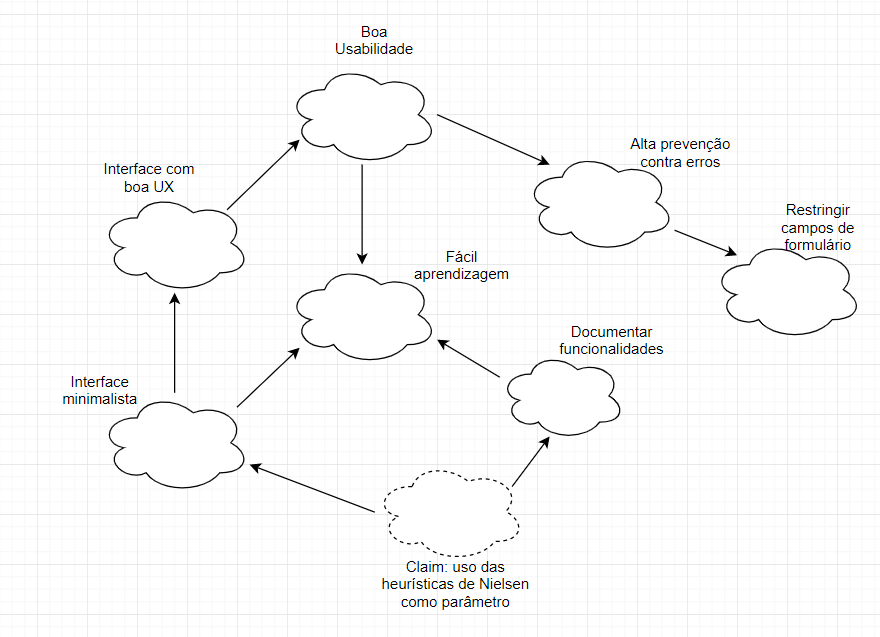 Boa
Usabilidade
Alta prevenção
contra erros
Interface com
boa UX
Restringir
campos de
formulário
Fácil
aprendizagem
Documentar
funcionalidades
Interface
minimalista
Claim: uso das
heurísticas de Nielsen
como parâmetro